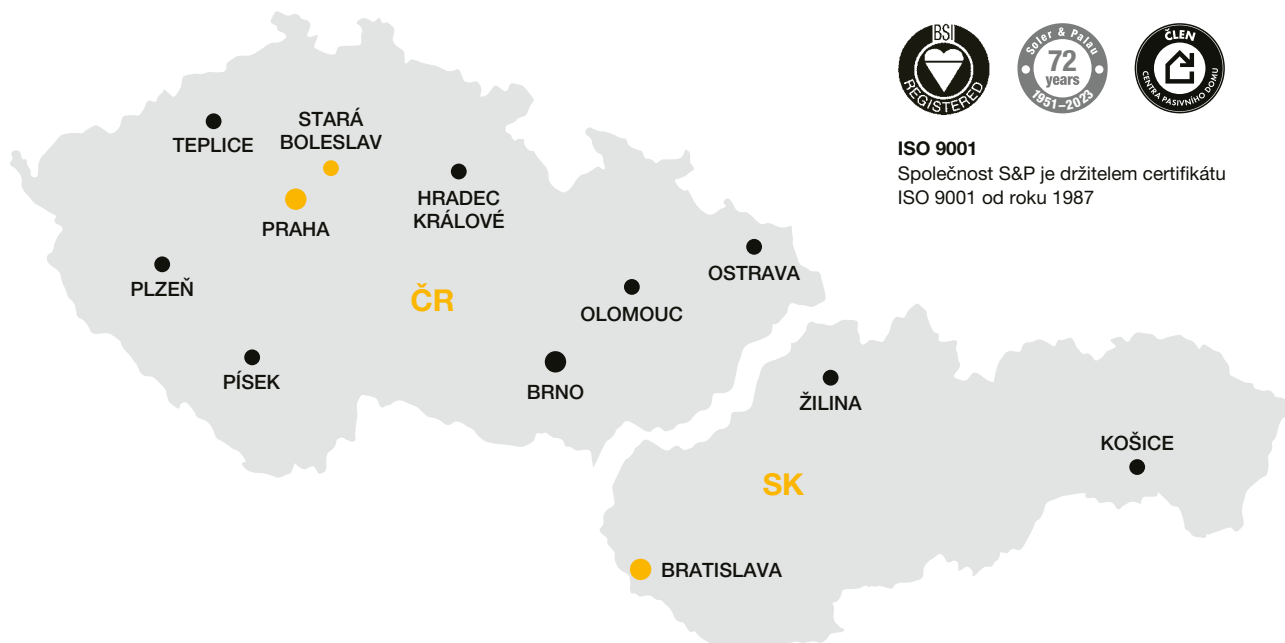 BSI
REGISTERED
Soler & Palau
72
years
1951–2023
ČLEN
CENTRA PASIVNÍHO DOMU
ISO 9001
Společnost S&P je držitelem certifikátu
ISO 9001 od roku 1987
TEPLICE
STARÁ
BOLESLAV
PRAHA
HRADEC
KRÁLOVÉ
PLZEŇ
ČR
OSTRAVA
OLOMOUC
PÍSEK
BRNO
ŽILINA
KOŠICE
SK
BRATISLAVA